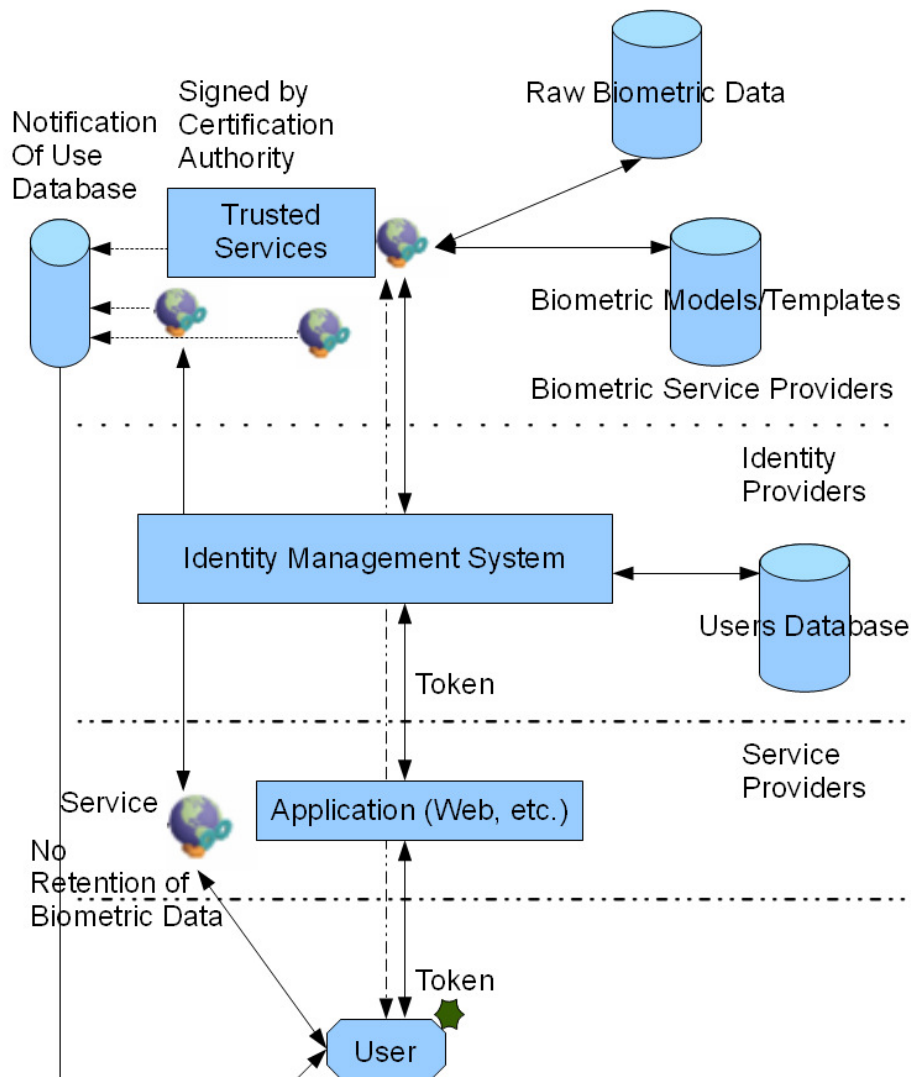 Raw Biometric Data
Signed by
Certification
Authority
Notification
Of Use
Database
Trusted
Services
Biometric Models/Templates
Biometric Service Providers
Identity
Providers
Identity Management System
Users Database
Token
Service
Providers
Service
Application (Web, etc.)
No
Retention of
Biometric Data
Token
User